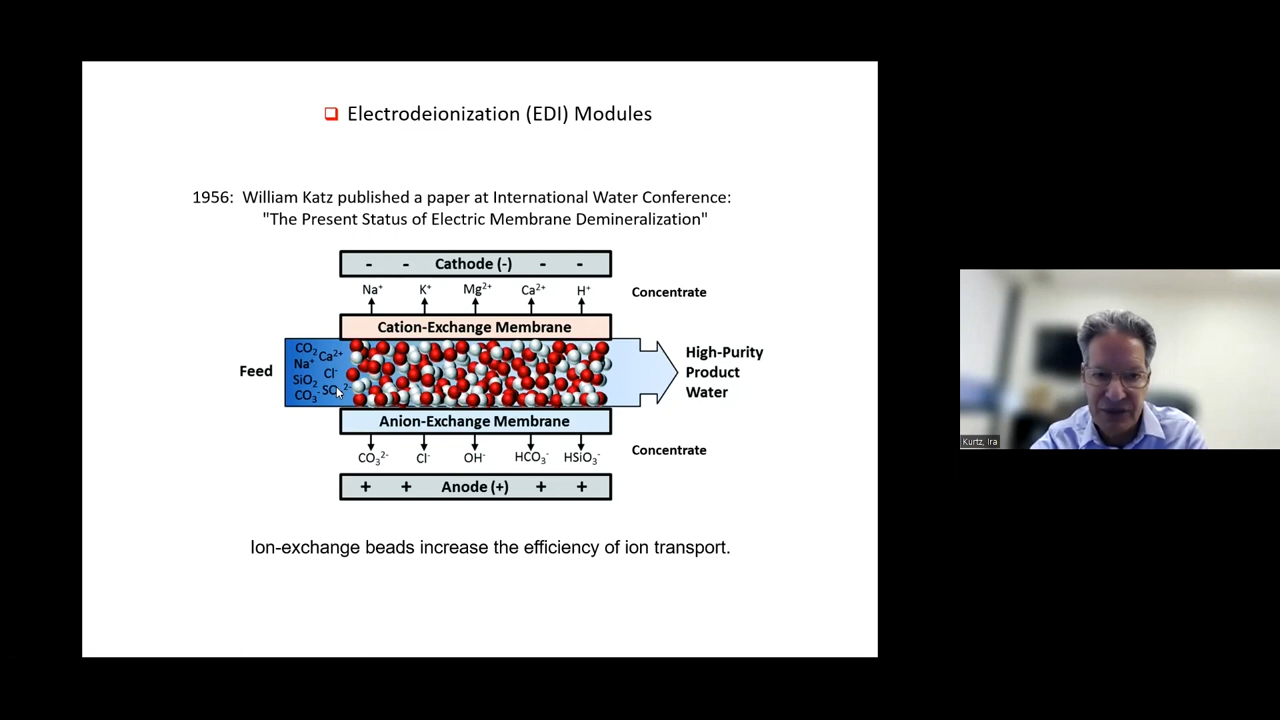 Electrodeionization (EDI) Modules
1956: William Katz published a paper at International Water Conference:
"The Present Status of Electric Membrane Demineralization"
- - Cathode (-) - -
Na⁺ K⁺ Mg²⁺ Ca²⁺ H⁺
Concentrate
Cation-Exchange Membrane
Feed
CO₂
Ca²⁺
Na⁺
Cl⁻
SiO₂
CO₃⁻
High-Purity
Product
Water
Anion-Exchange Membrane
CO₃²⁻ Cl⁻ OH⁻ HCO₃⁻ HSiO₃⁻
Concentrate
+ + Anode (+) + +
Ion-exchange beads increase the efficiency of ion transport.
Kurtz, Ira